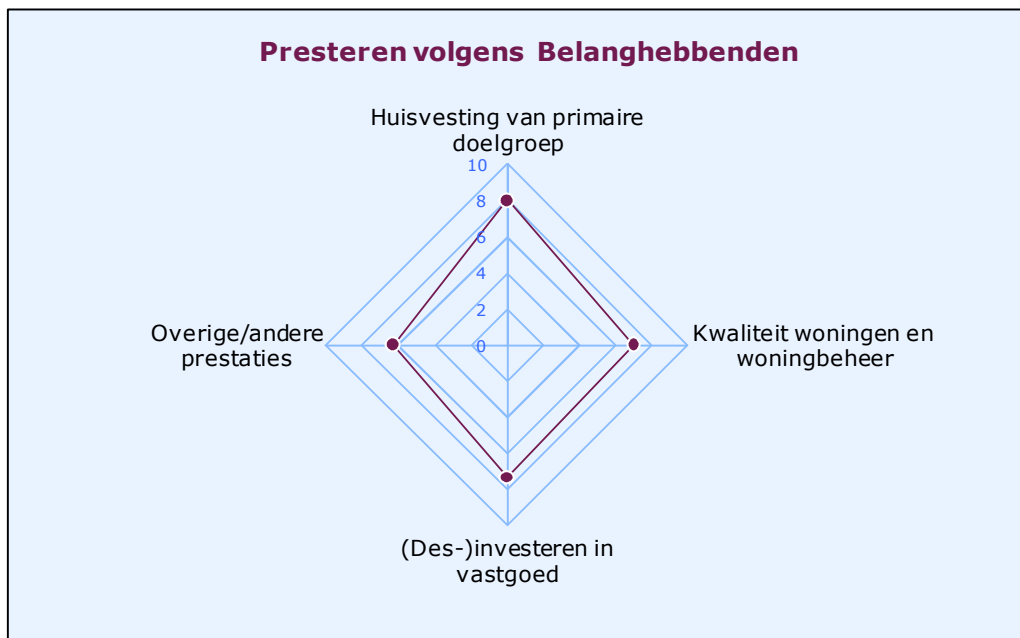 Presteren volgens Belanghebbenden
Huisvesting van primaire
doelgroep
10
8
6
4
2
0
Overige/andere
prestaties
Kwaliteit woningen en
woningbeheer
(Des-)investeren in
vastgoed